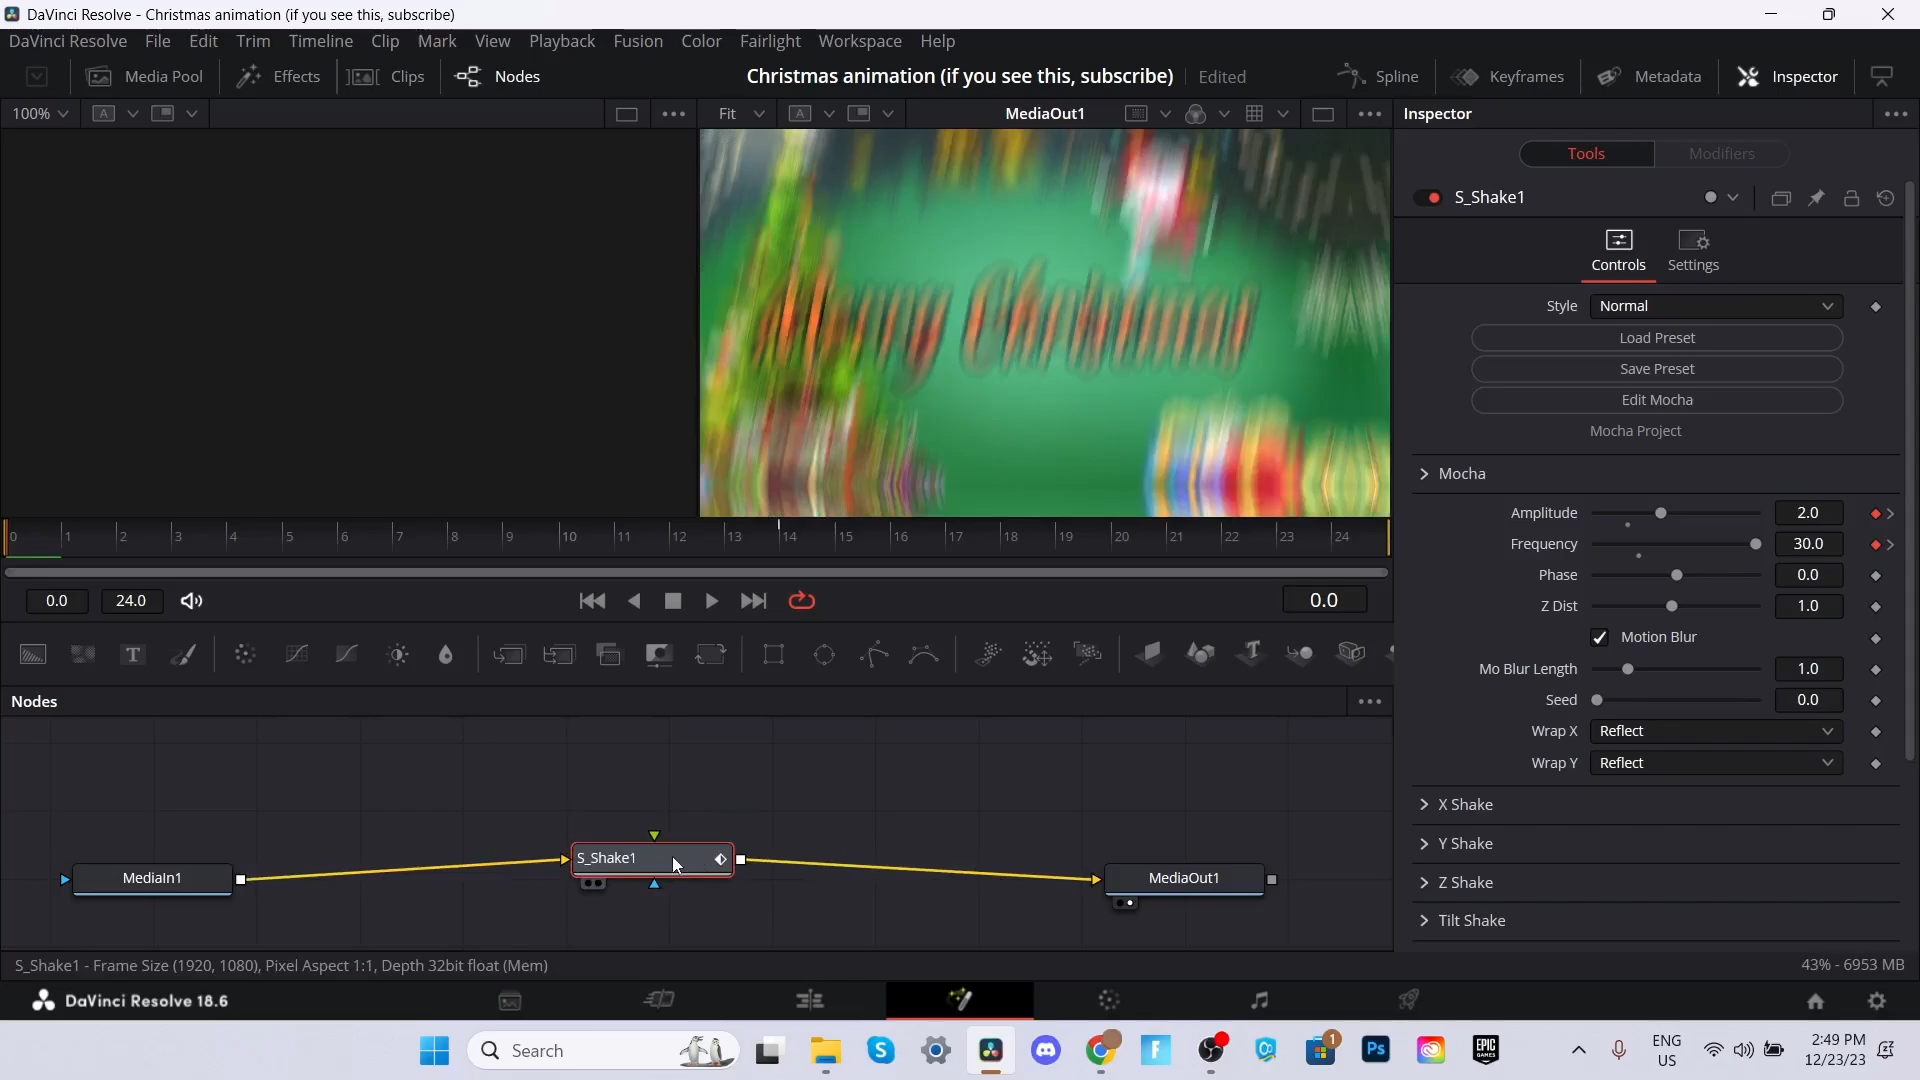 DaVinci Resolve - Christmas animation (if you see this, subscribe)
DaVinci Resolve File Edit Trim Timeline Clip Mark View Playback Fusion Color Fairlight Workspace Help
Media Pool Effects Clips Nodes Christmas animation (if you see this, subscribe) Edited Spline Keyframes Metadata Inspector
100% A Fit A MediaOut1 Inspector
Tools Modifiers
S_Shake1
Controls Settings
Style Normal
Load Preset
Save Preset
Edit Mocha
Mocha Project
Mocha
Merry Christmas
Amplitude 2.0
Frequency 30.0
Phase 0.0
Z Dist 1.0
Motion Blur
Mo Blur Length 1.0
Seed 0.0
Wrap X Reflect
Wrap Y Reflect
X Shake
Y Shake
Z Shake
Tilt Shake
0 1 2 3 4 5 6 7 8 9 10 11 12 13 14 15 16 17 18 19 20 21 22 23 24
0.0 24.0 0.0
Nodes
MediaIn1 S_Shake1 MediaOut1
S_Shake1 - Frame Size (1920, 1080), Pixel Aspect 1:1, Depth 32bit float (Mem) 43% - 6953 MB
DaVinci Resolve 18.6
Search
S
F
1
Ps
EPIC
GAMES
ENG
US
2:49 PM
12/23/23